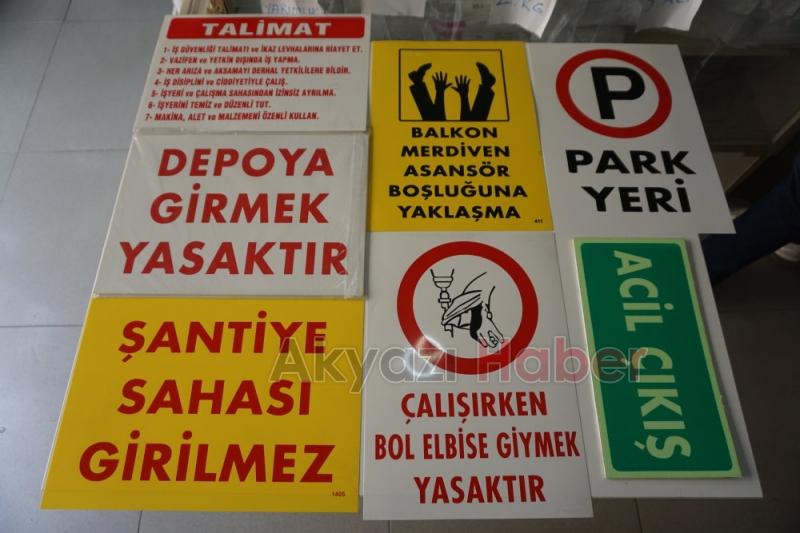 TALİMAT
1- İŞ GÜVENLİĞİ TALİMATI ve İKAZ LEVHALARINA RİAYET ET.
2- VAZİFEN ve YETKİN DIŞINDA İŞ YAPMA.
3- HER ARIZA ve AKSAMAYI DERHAL YETKİLİLERE BİLDİR.
4- İŞ DİSİPLİNİ ve CİDDİYETİYLE ÇALIŞ.
5- İŞYERİ ve ÇALIŞMA SAHASINDAN İZİNSİZ AYRILMA.
6- İŞYERİNİ TEMİZ ve DÜZENLİ TUT.
7- MAKİNA, ALET ve MALZEMENİ ÖZENLİ KULLAN.
DEPOYA
GİRMEK
YASAKTIR
ŞANTİYE
SAHASI
GİRİLMEZ
1405
BALKON
MERDİVEN
ASANSÖR
BOŞLUĞUNA
YAKLAŞMA
ÇALIŞIRKEN
BOL ELBİSE GİYMEK
YASAKTIR
P
PARK
YERİ
ACİL ÇIKIŞ
Akyazı Haber